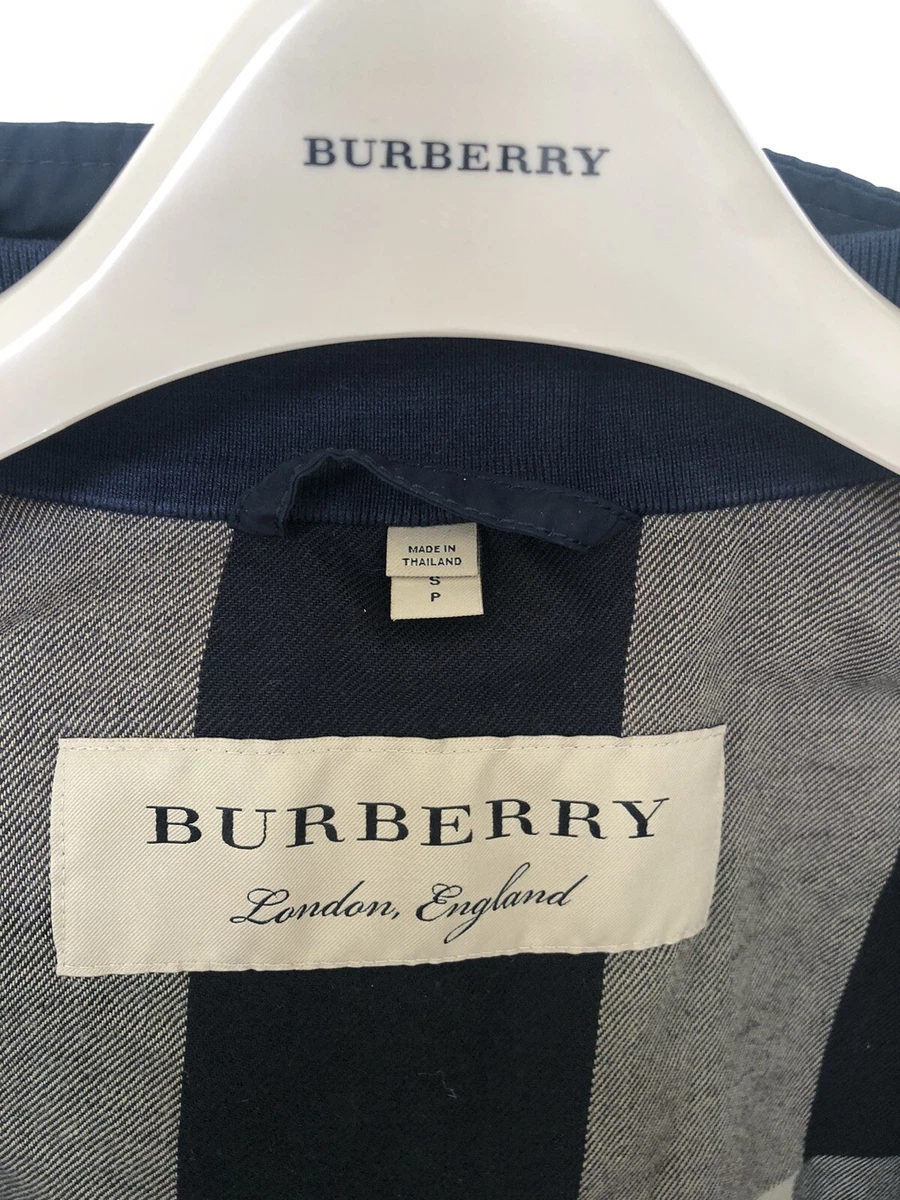 BURBERRY
MADE IN
THAILAND
S
P
BURBERRY
London, England